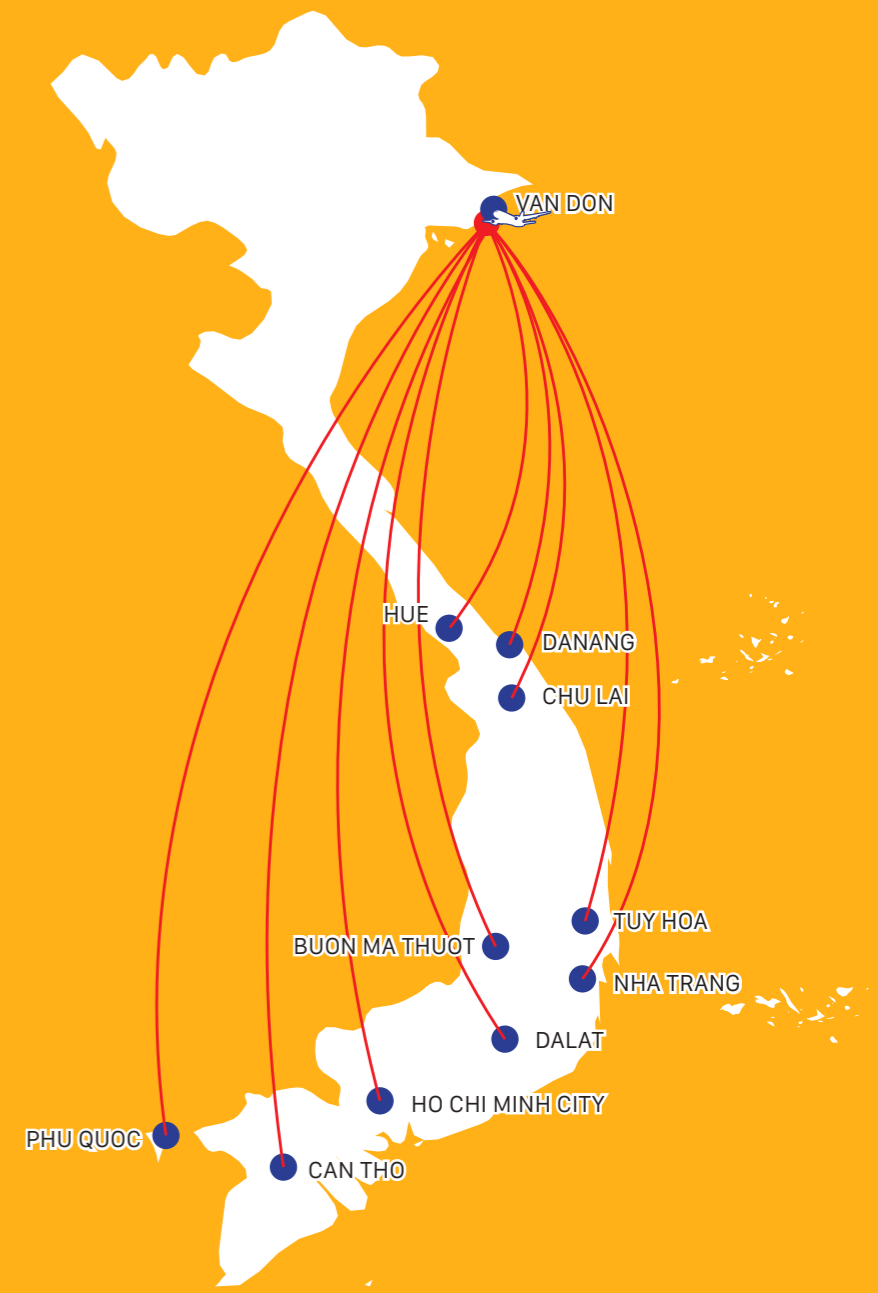 VAN DON
HUE
DANANG
CHU LAI
TUY HOA
BUON MA THUOT
NHA TRANG
DALAT
HO CHI MINH CITY
PHU QUOC
CAN THO